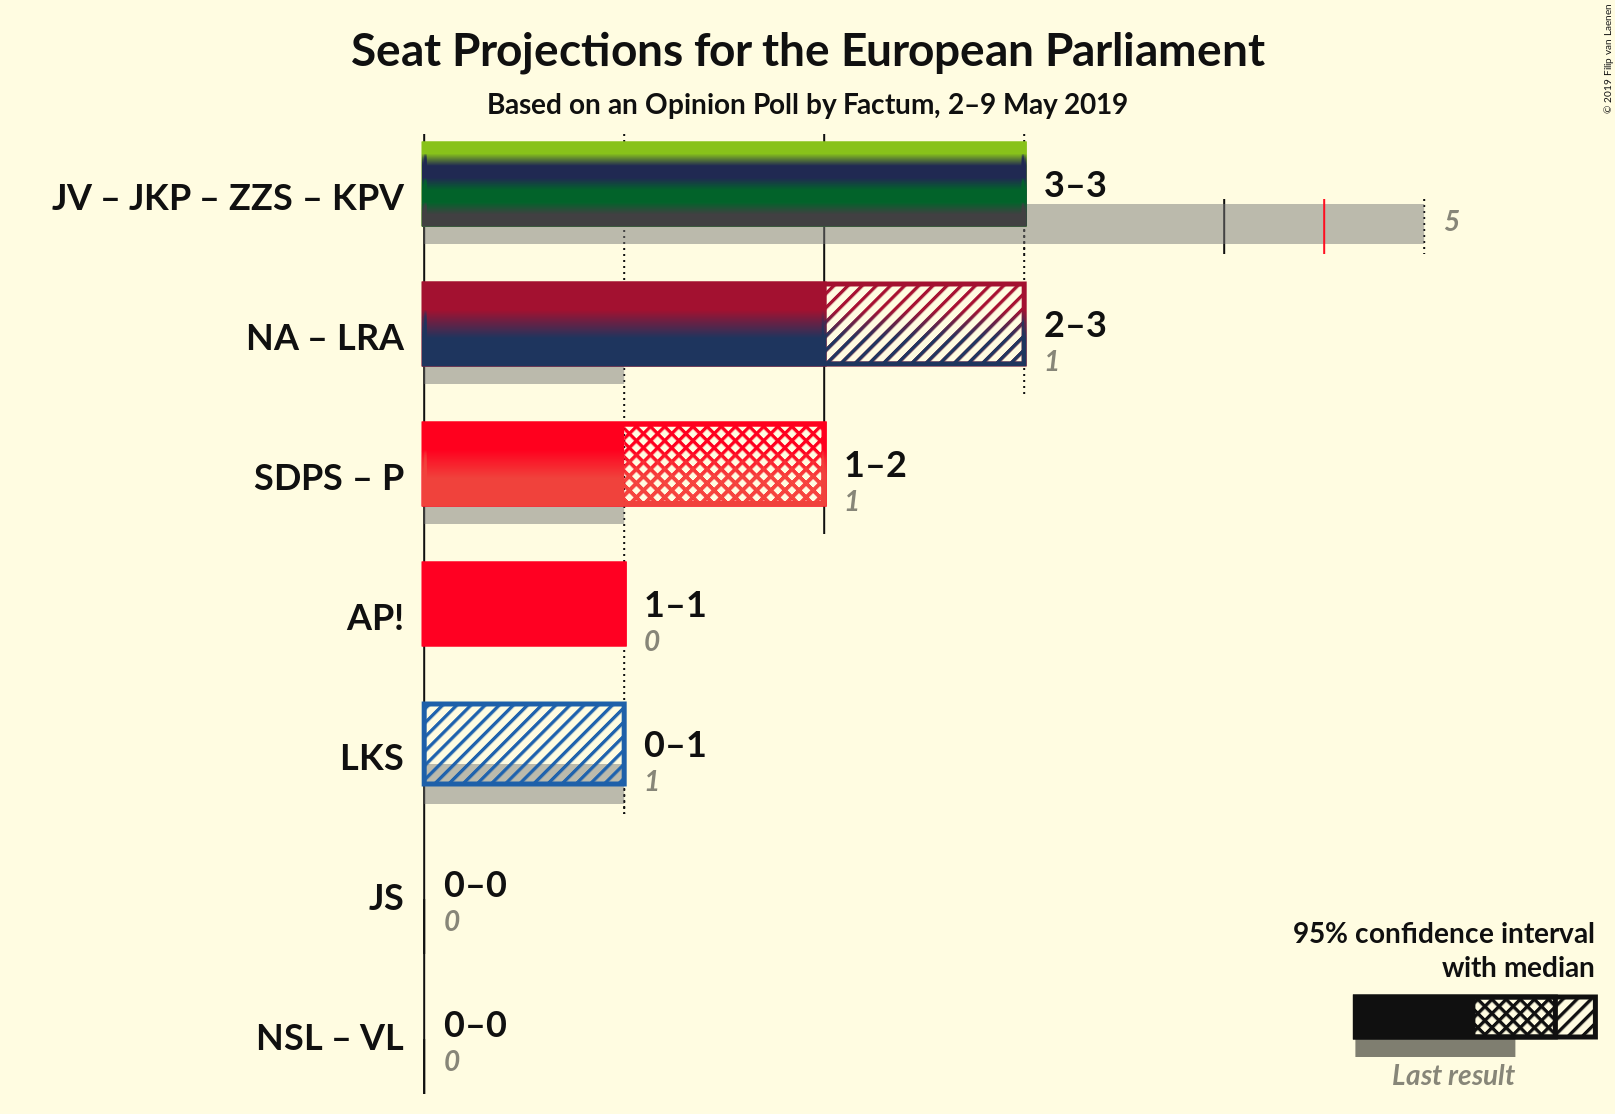 Seat Projections for the European Parliament
Based on an Opinion Poll by Factum, 2–9 May 2019
© 2019 Filip van Laenen
JV – JKP – ZZS – KPV
3–3
5
NA – LRA
2–3
1
SDPS – P
1–2
1
AP!
1–1
0
LKS
0–1
1
JS
0–0
0
NSL – VL
0–0
0
95% confidence interval
with median
Last result